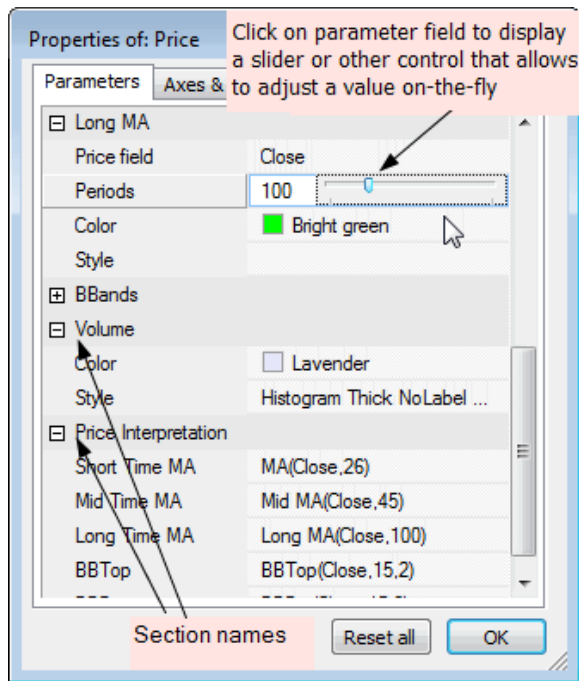 Properties of: Price
Click on parameter field to display
a slider or other control that allows
to adjust a value on-the-fly
Parameters
Axes &
Long MA
Price field Close
Periods 100
Color Bright green
Style
BBands
Volume
Color Lavender
Style Histogram Thick NoLabel ...
Price Interpretation
Short Time MA MA(Close,26)
Mid Time MA Mid MA(Close,45)
Long Time MA Long MA(Close,100)
BBTop BBTop(Close,15,2)
Section names
Reset all
OK